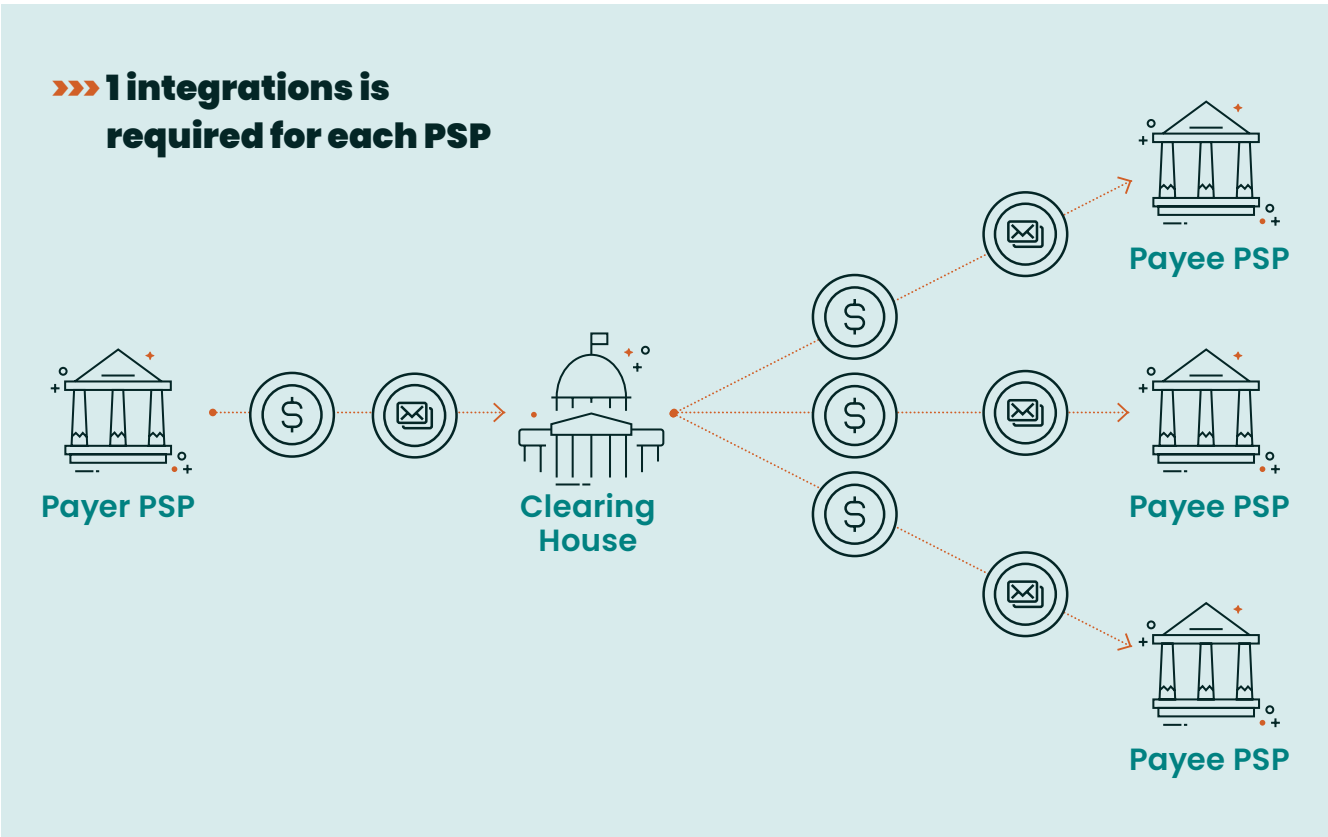 1 integrations is
required for each PSP
Payee PSP
Payer PSP
Clearing
House
Payee PSP
Payee PSP